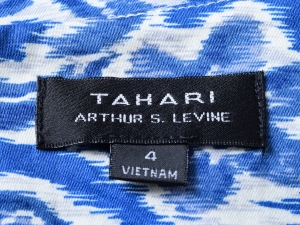 TAHARI
ARTHUR S. LEVINE
4
VIETNAM